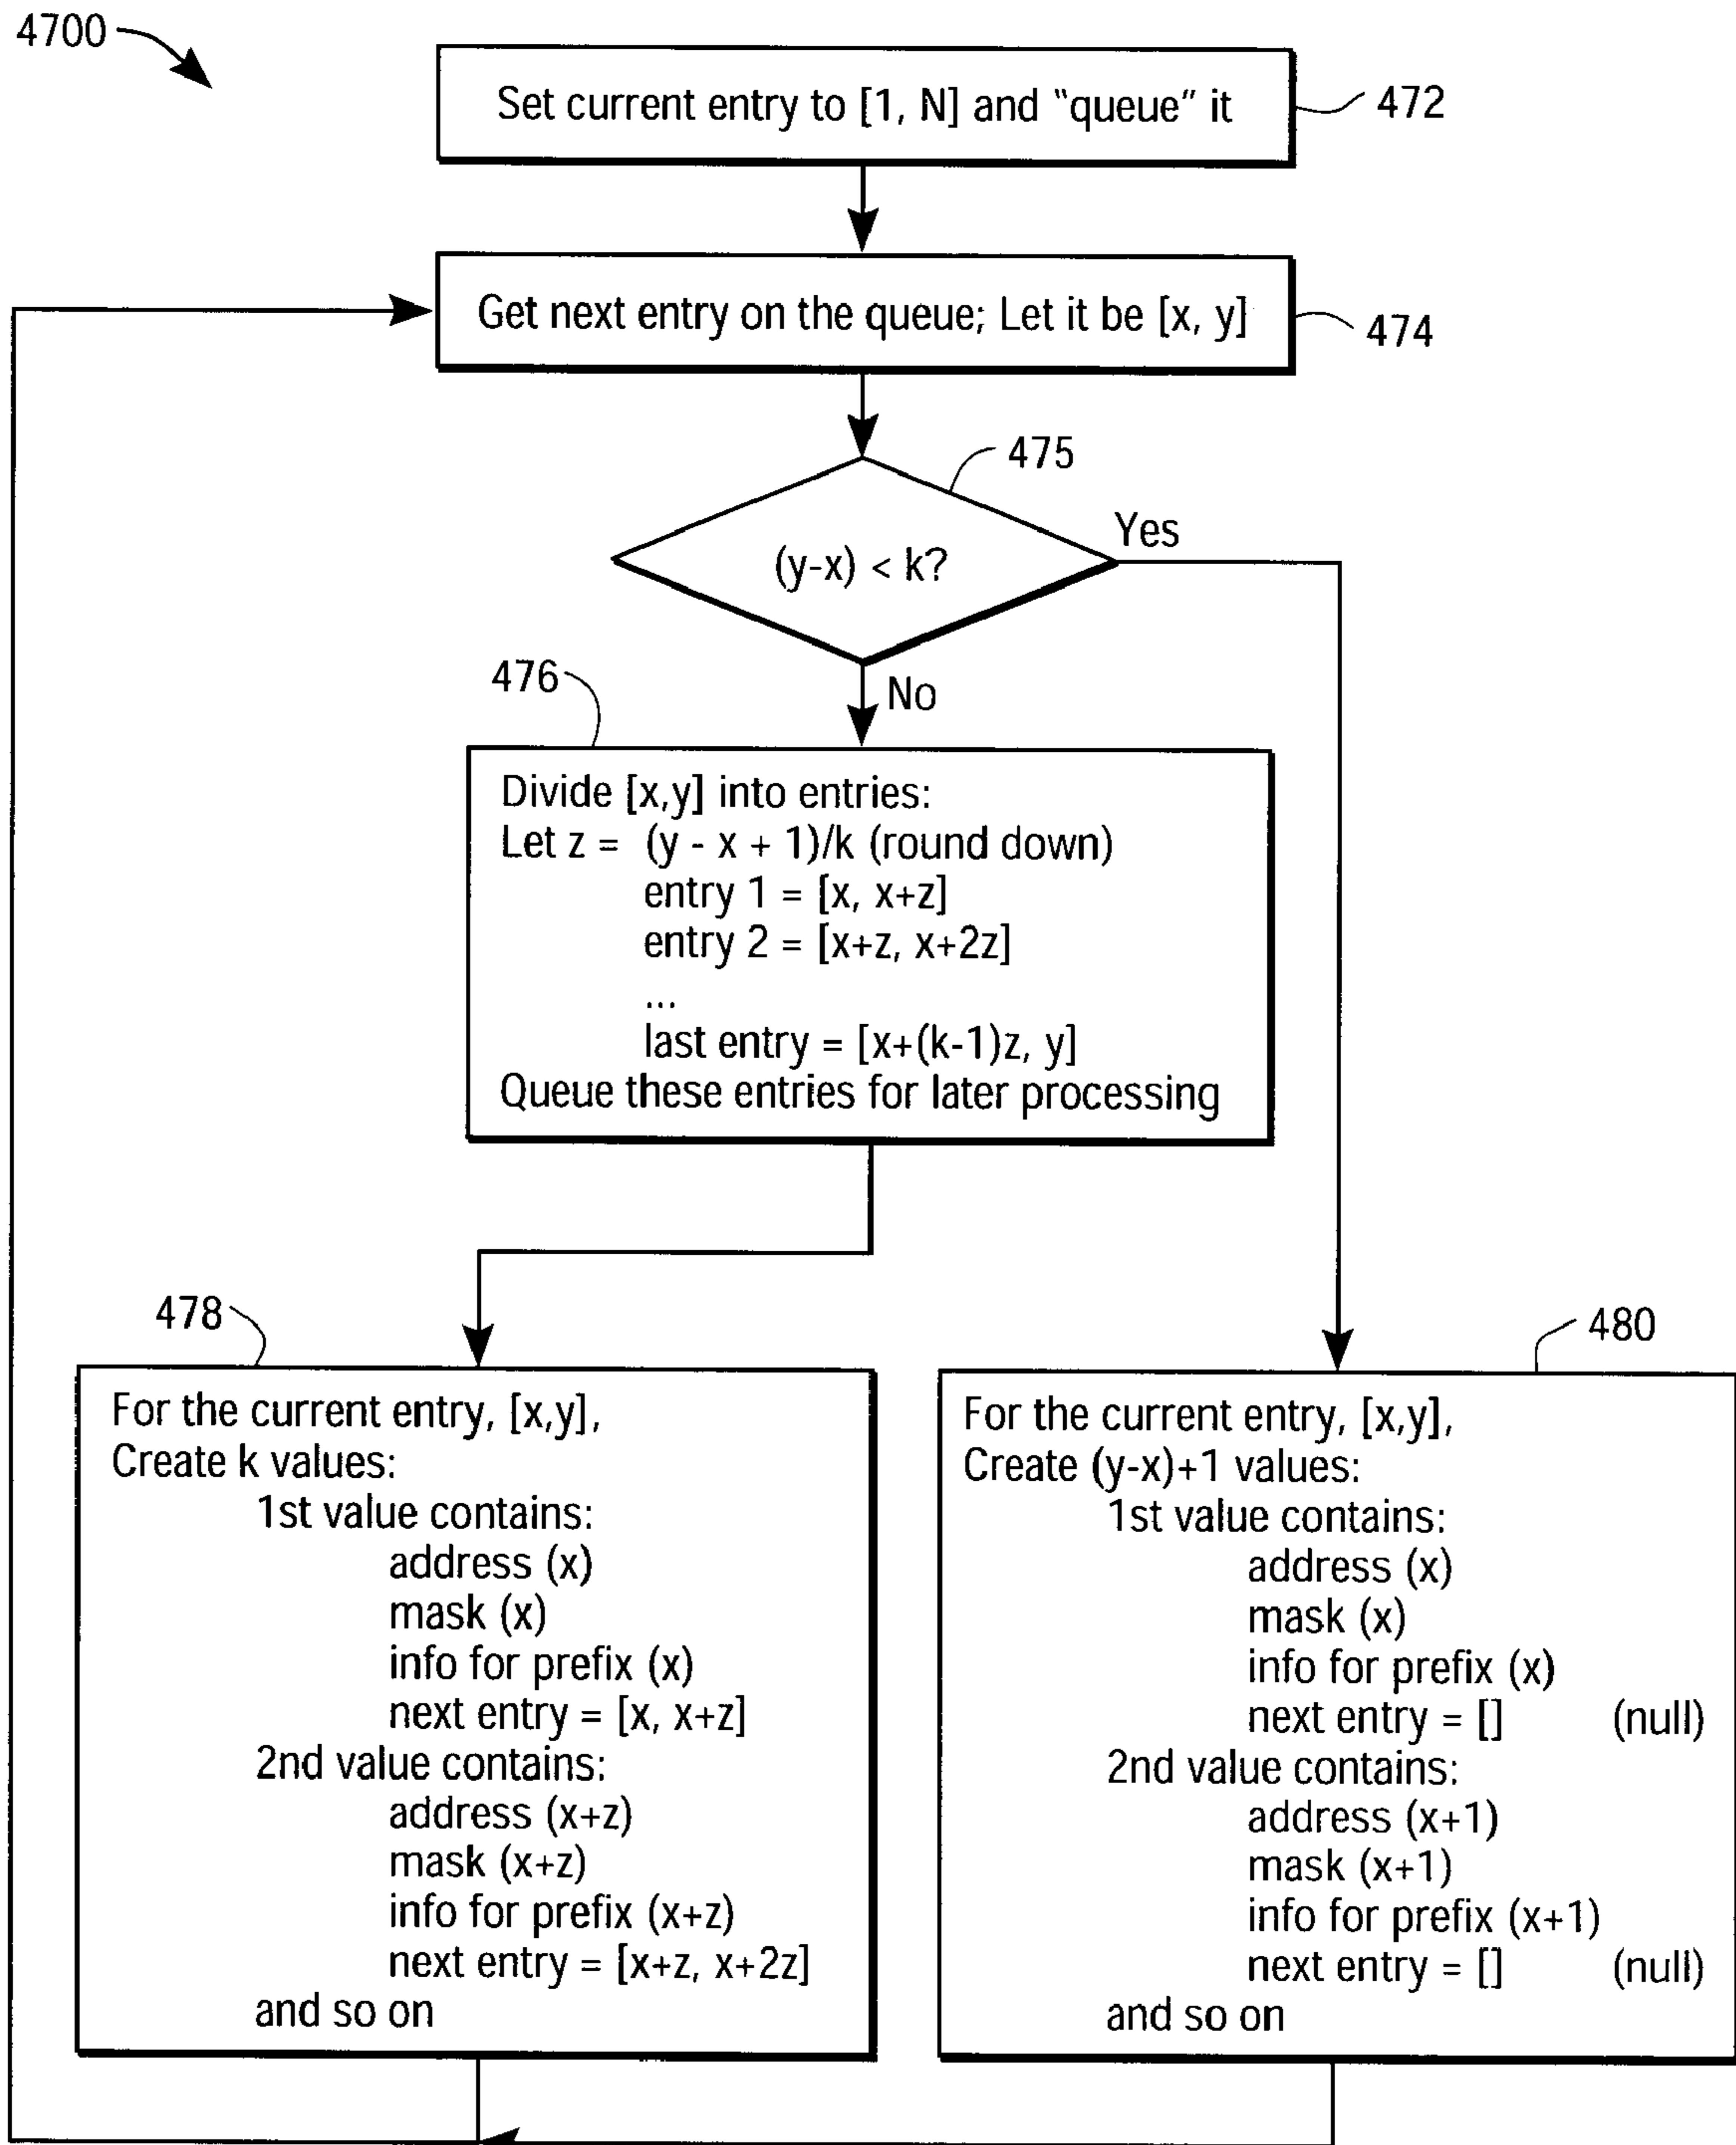 4700
Set current entry to [1, N] and “queue” it
472
Get next entry on the queue; Let it be [x, y]
474
475
(y-x) < k?
Yes
No
476
Divide [x,y] into entries:
Let z = (y - x + 1)/k (round down)
entry 1 = [x, x+z]
entry 2 = [x+z, x+2z]
...
last entry = [x+(k-1)z, y]
Queue these entries for later processing
478
For the current entry, [x,y],
Create k values:
1st value contains:
address (x)
mask (x)
info for prefix (x)
next entry = [x, x+z]
2nd value contains:
address (x+z)
mask (x+z)
info for prefix (x+z)
next entry = [x+z, x+2z]
and so on
480
For the current entry, [x,y],
Create (y-x)+1 values:
1st value contains:
address (x)
mask (x)
info for prefix (x)
next entry = [] (null)
2nd value contains:
address (x+1)
mask (x+1)
info for prefix (x+1)
next entry = [] (null)
and so on